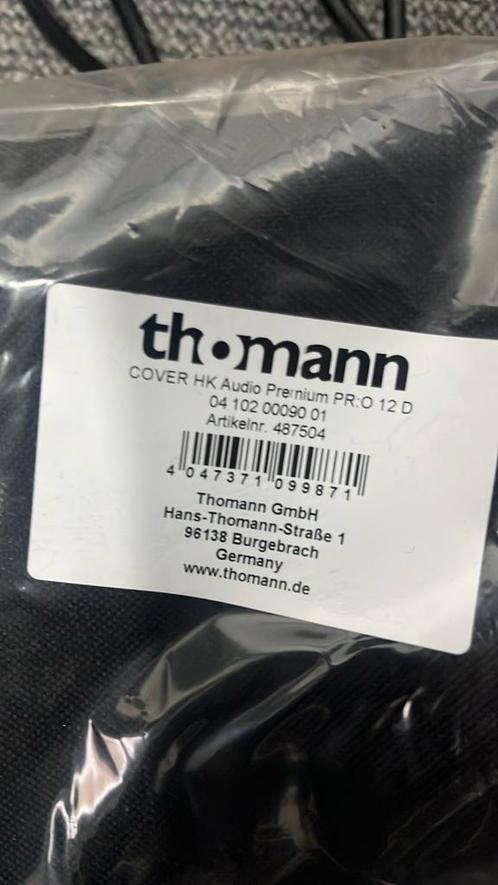 thomann
COVER HK Audio Premium PR:O 12 D
04 102 00090 01
Artikelnr. 487504
4 047371 099871
Thomann GmbH
Hans-Thomann-Straße 1
96138 Burgebrach
Germany
www.thomann.de